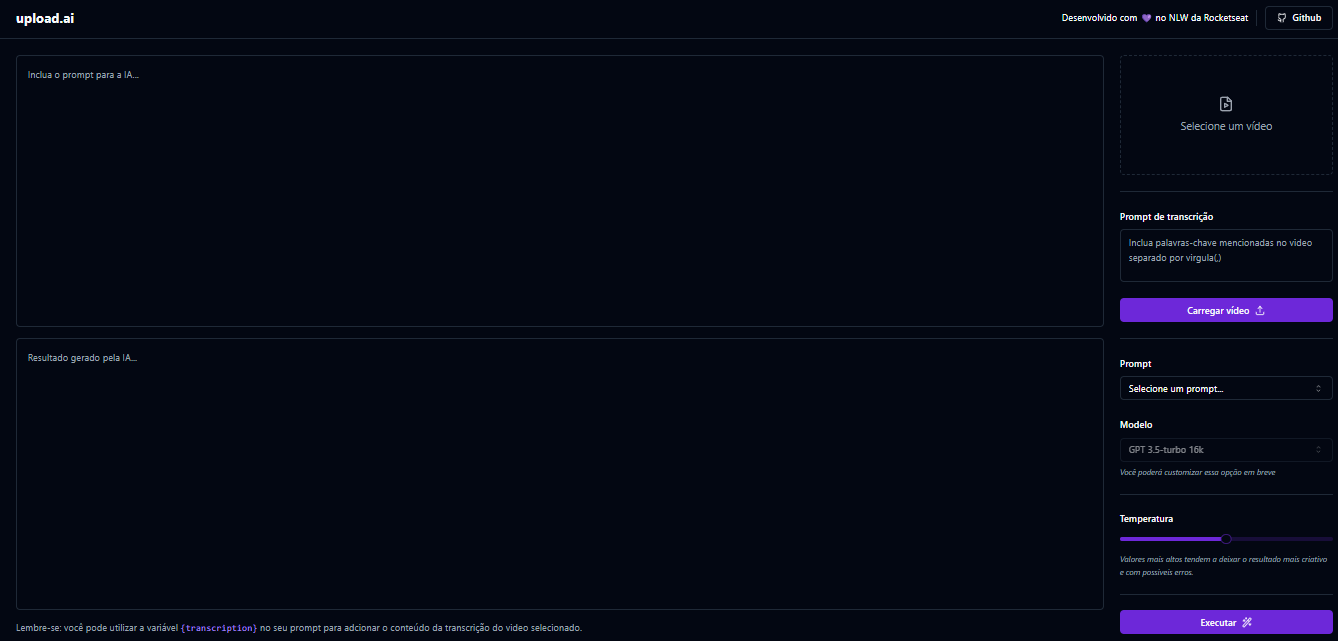 upload.ai
Desenvolvido com 💜 no NLW da Rocketseat
Github
Inclua o prompt para a IA...
Resultado gerado pela IA...
Lembre-se: você pode utilizar a variável {transcription} no seu prompt para adcionar o conteúdo da transcrição do video selecionado.
Selecione um vídeo
Prompt de transcrição
Inclua palavras-chave mencionadas no video
separado por virgula(,)
Carregar vídeo
Prompt
Selecione um prompt...
Modelo
GPT 3.5-turbo 16k
Você poderá customizar essa opção em breve
Temperatura
Valores mais altos tendem a deixar o resultado mais criativo
e com possíveis erros.
Executar